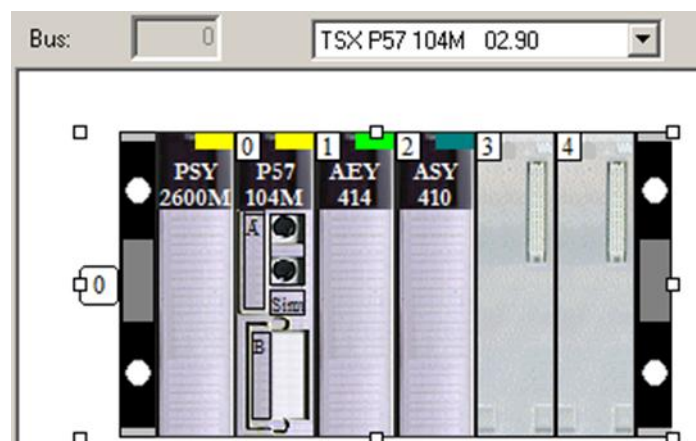 Bus: 0 TSX P57 104M 02.90
0 1 2 3 4
PSY P57 AEY ASY
2600M 104M 414 410
A
0
Sim
B